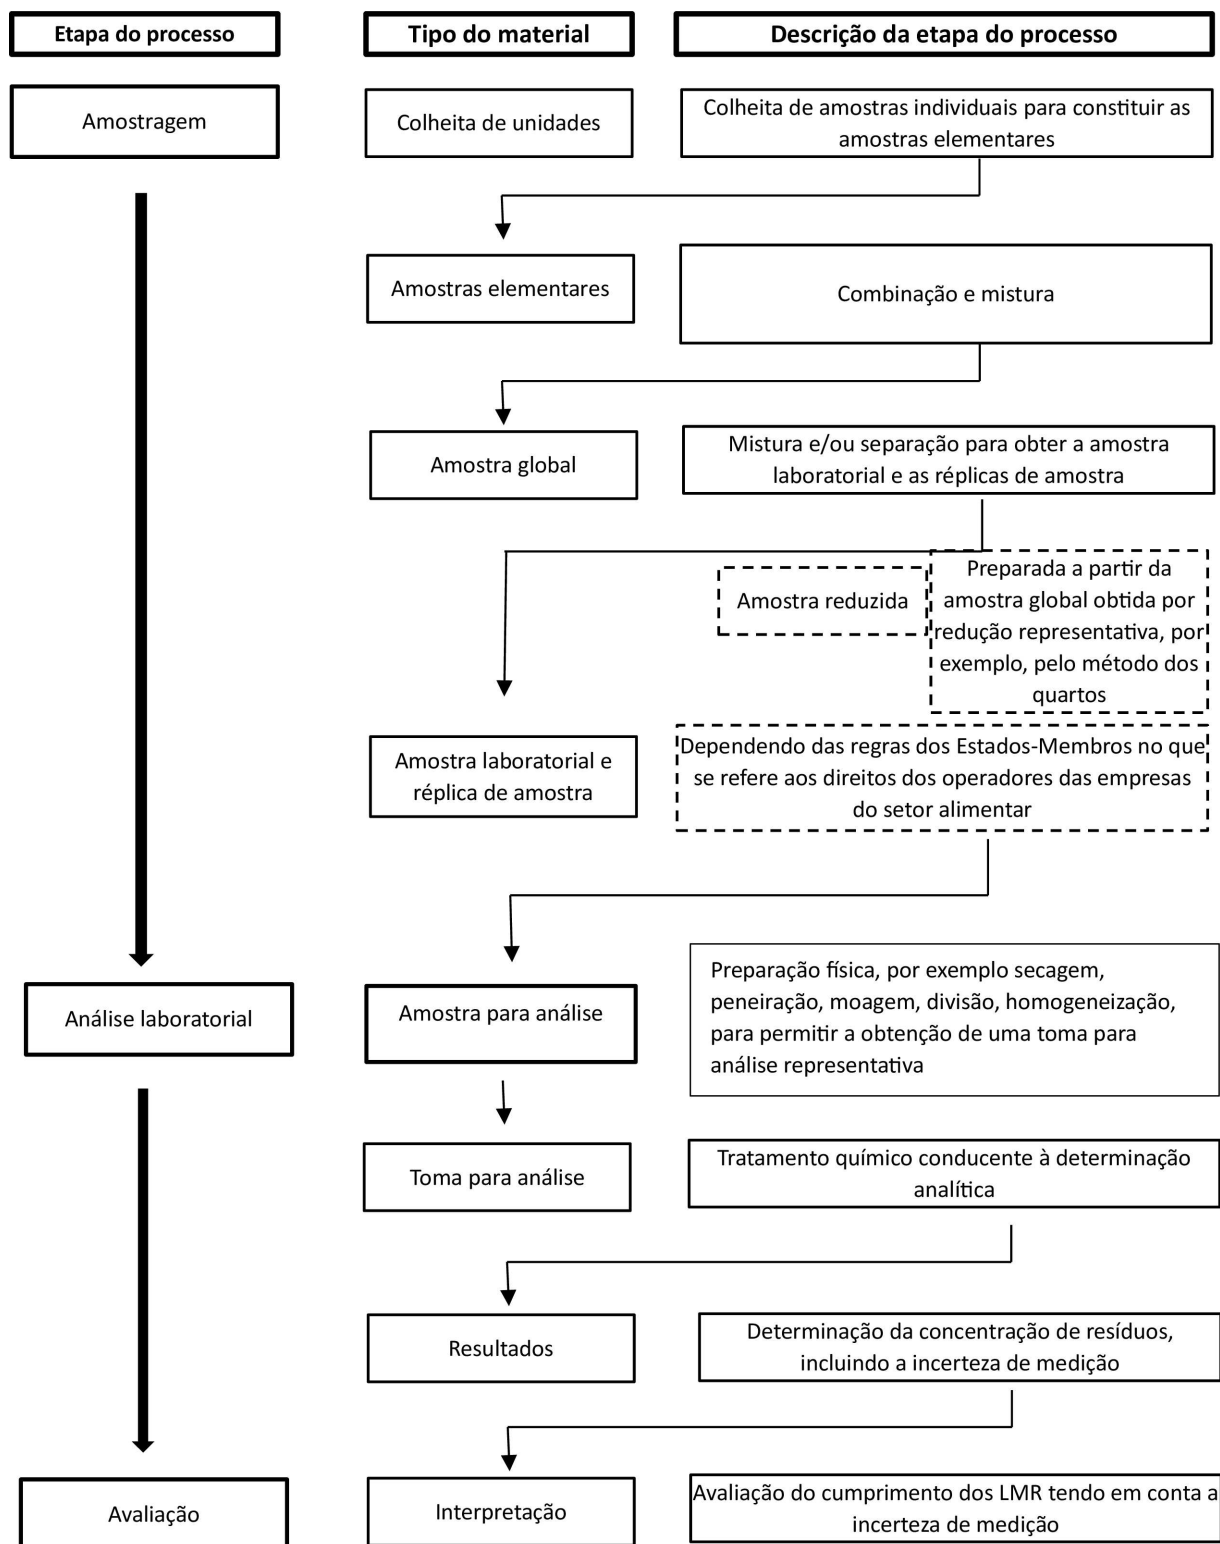 Etapa do processo
Tipo do material
Descrição da etapa do processo
Amostragem
Colheita de unidades
Colheita de amostras individuais para constituir as
amostras elementares
Amostras elementares
Combinação e mistura
Amostra global
Mistura e/ou separação para obter a amostra
laboratorial e as réplicas de amostra
Amostra reduzida
Preparada a partir da
amostra global obtida por
redução representativa, por
exemplo, pelo método dos
quartos
Amostra laboratorial e
réplica de amostra
Dependendo das regras dos Estados-Membros no que
se refere aos direitos dos operadores das empresas
do setor alimentar
Análise laboratorial
Amostra para análise
Preparação física, por exemplo secagem,
peneiração, moagem, divisão, homogeneização,
para permitir a obtenção de uma toma para
análise representativa
Toma para análise
Tratamento químico conducente à determinação
analítica
Resultados
Determinação da concentração de resíduos,
incluindo a incerteza de medição
Avaliação
Interpretação
Avaliação do cumprimento dos LMR tendo em conta a
incerteza de medição